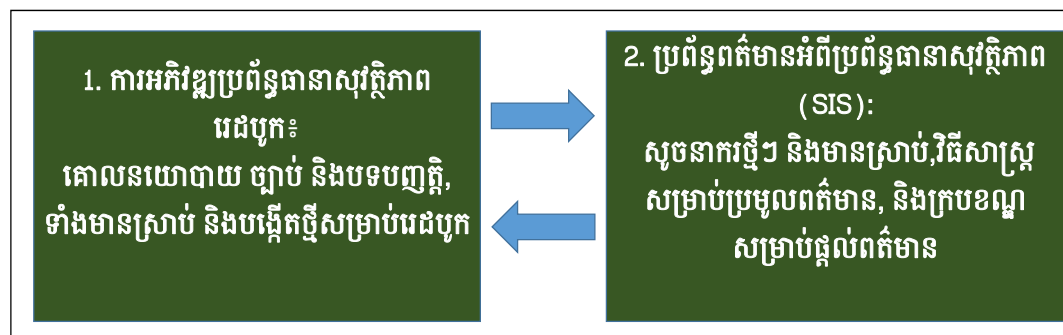 1. ការអភិវឌ្ឍប្រព័ន្ធធានាសុវត្ថិភាព
រេដបូក៖
គោលនយោបាយ ច្បាប់ និងបទបញ្ញត្តិ,
ទាំងមានស្រាប់ និងបង្កើតថ្មីសម្រាប់រេដបូក
2. ប្រព័ន្ធពត៌មានអំពីប្រព័ន្ធធានាសុវត្ថិភាព
(SIS):
សូចនាករថ្មីៗ និងមានស្រាប់,វិធីសាស្ត្រ
សម្រាប់ប្រមូលពត៌មាន, និងក្របខណ្ឌ
សម្រាប់ផ្តល់ពត៌មាន